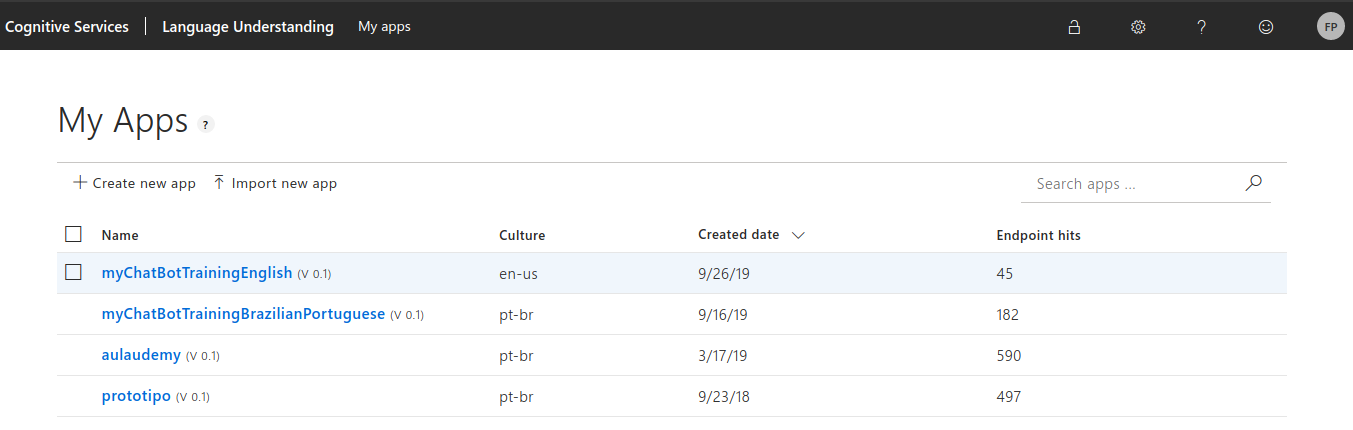 Cognitive Services Language Understanding My apps ? FP
My Apps ?
Create new app Import new app Search apps ...
Name Culture Created date Endpoint hits
myChatBotTrainingEnglish (V 0.1) en-us 9/26/19 45
myChatBotTrainingBrazilianPortuguese (V 0.1) pt-br 9/16/19 182
aulaudemy (V 0.1) pt-br 3/17/19 590
prototipo (V 0.1) pt-br 9/23/18 497